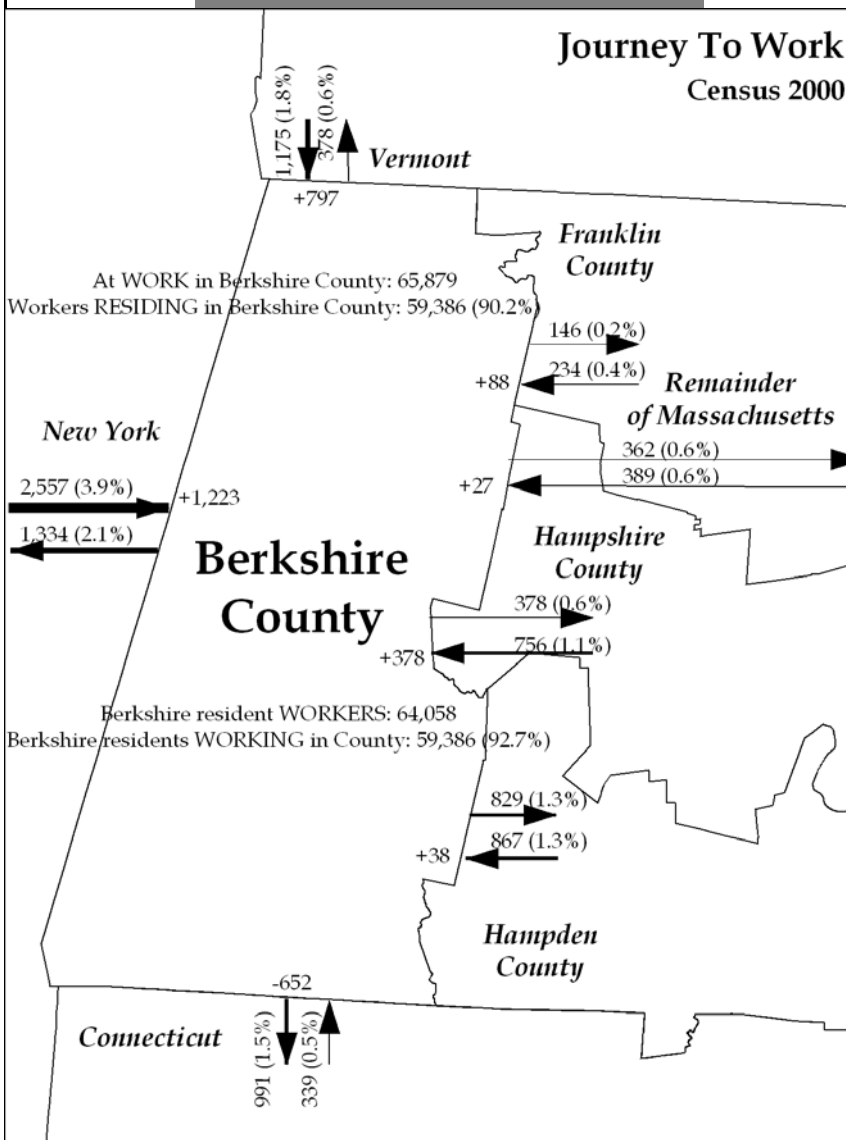 Journey To Work
Census 2000
1,175 (1.8%)
378 (0.6%)
Vermont
+797
Franklin
County
At WORK in Berkshire County: 65,879
Workers RESIDING in Berkshire County: 59,386 (90.2%)
146 (0.2%)
234 (0.4%)
+88
Remainder
of Massachusetts
New York
362 (0.6%)
389 (0.6%)
+27
2,557 (3.9%)
+1,223
1,334 (2.1%)
Berkshire
County
Hampshire
County
378 (0.6%)
756 (1.1%)
+378
Berkshire resident WORKERS: 64,058
Berkshire residents WORKING in County: 59,386 (92.7%)
829 (1.3%)
867 (1.3%)
+38
Hampden
County
-652
Connecticut
991 (1.5%)
339 (0.5%)